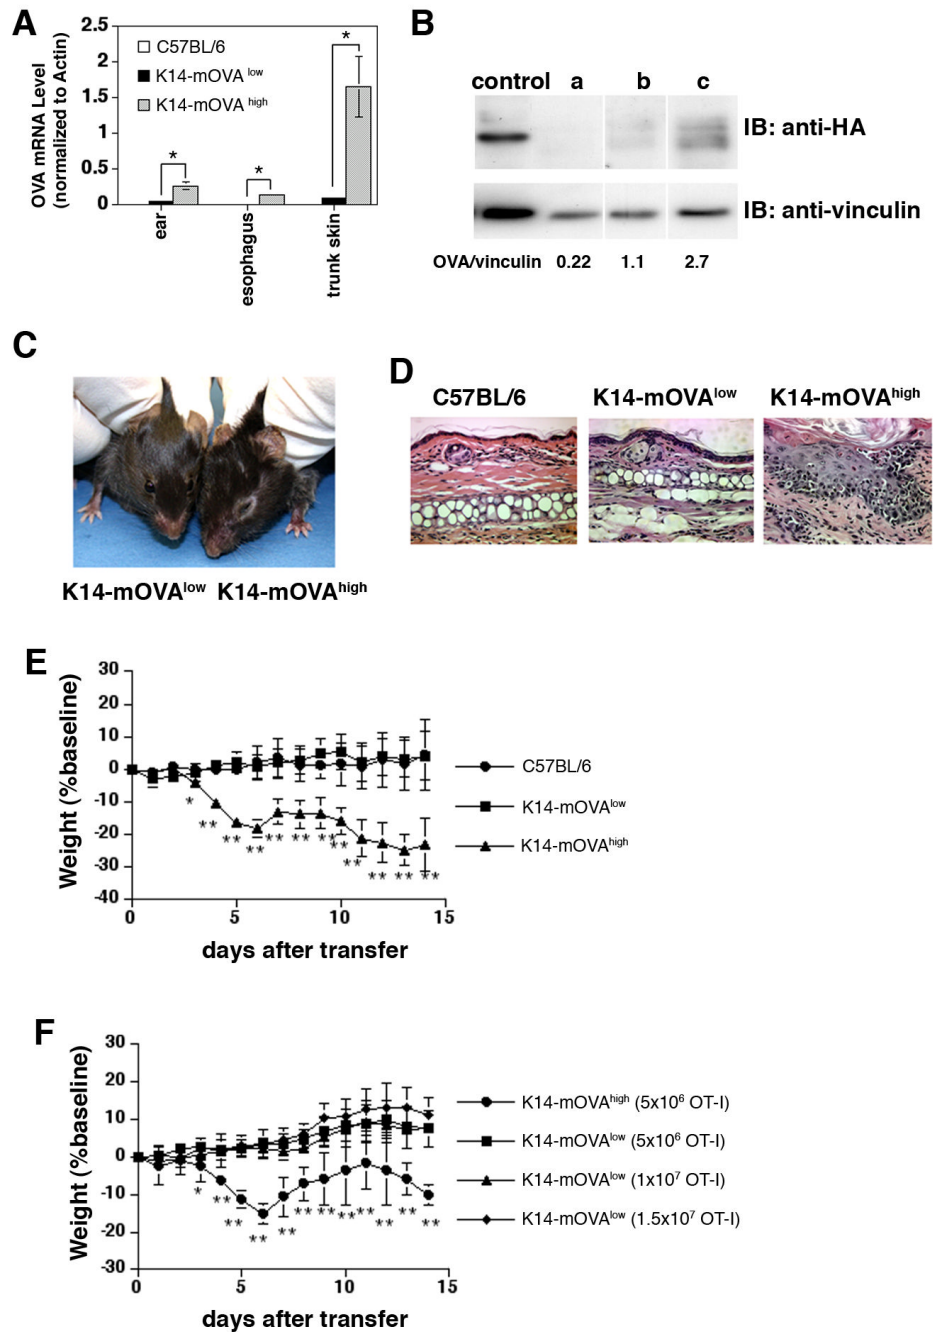 A
OVA mRNA Level
(normalized to Actin)
2.5
2
1.5
1
0.5
0
C57BL/6
K14-mOVA low
K14-mOVA high
*
*
*
ear
esophagus
trunk skin
B
control a b c
IB: anti-HA
IB: anti-vinculin
OVA/vinculin 0.22 1.1 2.7
C
K14-mOVAlow K14-mOVAhigh
D
C57BL/6 K14-mOVAlow K14-mOVAhigh
E
Weight (%baseline)
30
20
10
0
-10
-20
-30
-40
* ** ** ** ** ** ** ** ** ** ** **
0 5 10 15
days after transfer
C57BL/6
K14-mOVAlow
K14-mOVAhigh
F
Weight (%baseline)
30
20
10
0
-10
-20
-30
* ** ** ** ** ** ** ** ** ** ** **
0 5 10 15
days after transfer
K14-mOVAhigh (5x10⁶ OT-I)
K14-mOVAlow (5x10⁶ OT-I)
K14-mOVAlow (1x10⁷ OT-I)
K14-mOVAlow (1.5x10⁷ OT-I)